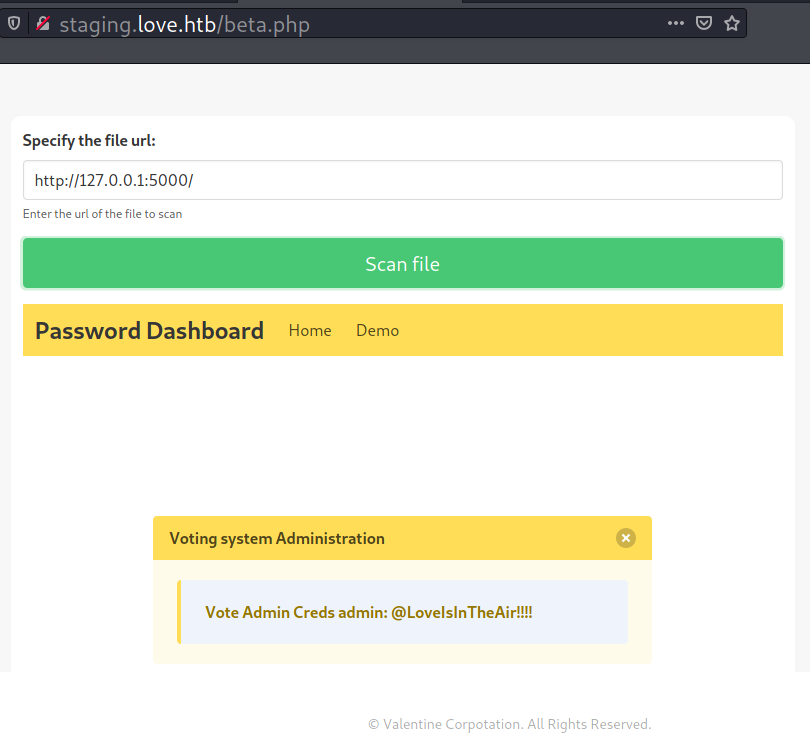 staging.love.htb/beta.php
Specify the file url:
http://127.0.0.1:5000/
Enter the url of the file to scan
Scan file
Password Dashboard Home Demo
Voting system Administration
Vote Admin Creds admin: @LoveIsInTheAir!!!!
© Valentine Corpotation. All Rights Reserved.